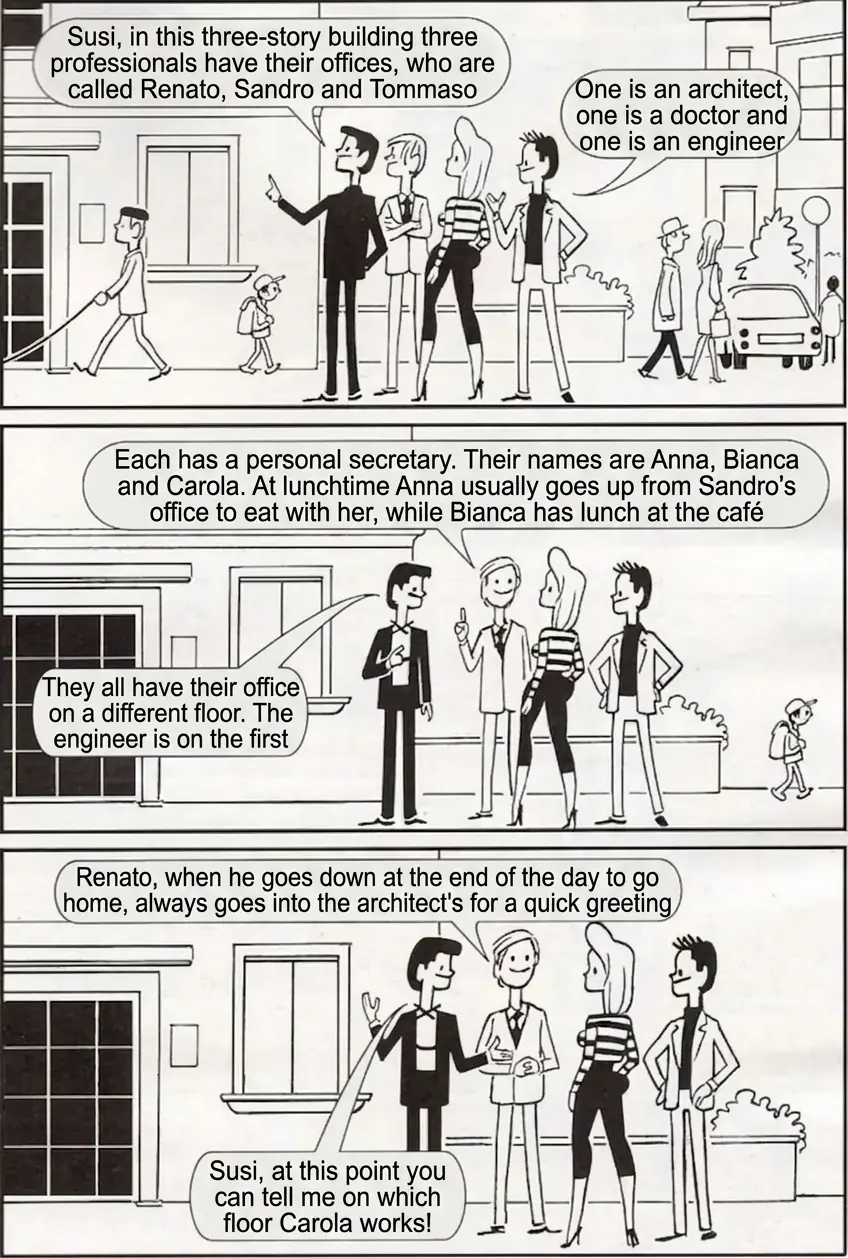 Susi, in this three-story building three
professionals have their offices, who are
called Renato, Sandro and Tommaso
One is an architect,
one is a doctor and
one is an engineer
Each has a personal secretary. Their names are Anna, Bianca
and Carola. At lunchtime Anna usually goes up from Sandro's
office to eat with her, while Bianca has lunch at the café
They all have their office
on a different floor. The
engineer is on the first
Renato, when he goes down at the end of the day to go
home, always goes into the architect's for a quick greeting
Susi, at this point you
can tell me on which
floor Carola works!